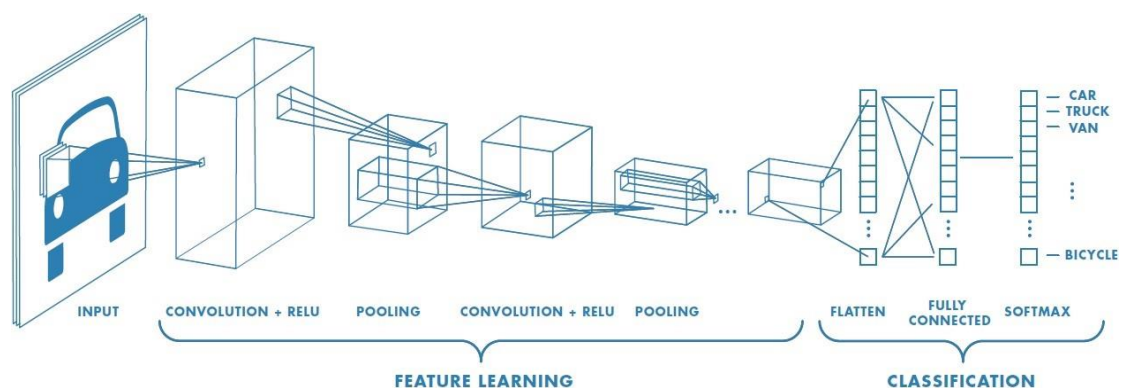 CAR
TRUCK
VAN
BICYCLE
INPUT
CONVOLUTION + RELU
POOLING
CONVOLUTION + RELU
POOLING
FLATTEN
FULLY
CONNECTED
SOFTMAX
FEATURE LEARNING
CLASSIFICATION